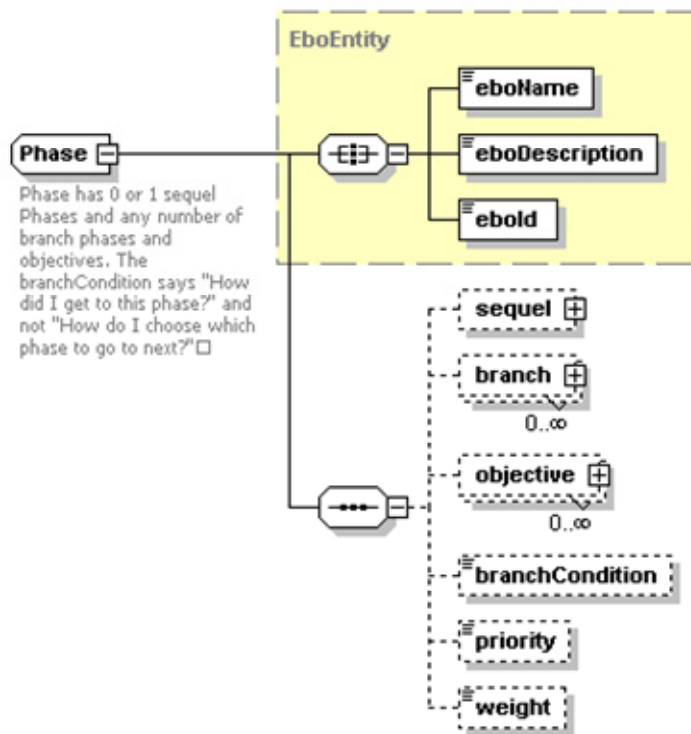 EboEntity
eboName
Phase
eboDescription
eboId
Phase has 0 or 1 sequel
Phases and any number of
branch phases and
objectives. The
branchCondition says "How
did I get to this phase?" and
not "How do I choose which
phase to go to next?"□
sequel
branch
0..∞
objective
0..∞
branchCondition
priority
weight